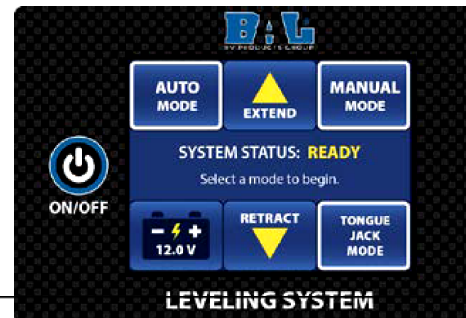 BAL
RV PRODUCTS GROUP
AUTO
MODE
EXTEND
MANUAL
MODE
SYSTEM STATUS: READY
Select a mode to begin.
ON/OFF
12.0 V
RETRACT
TONGUE
JACK
MODE
LEVELING SYSTEM